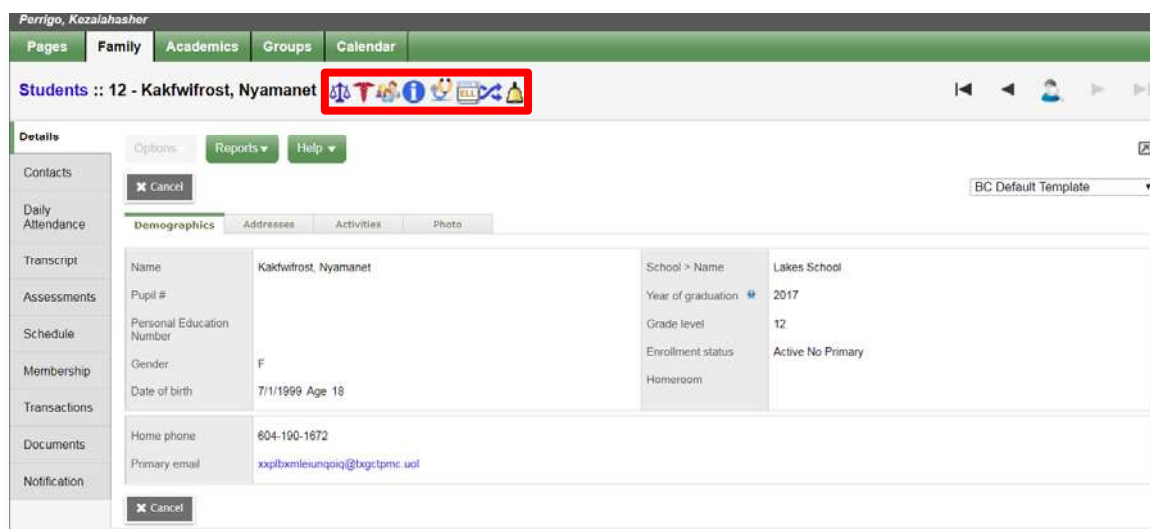 Perrigo, Kezaiahasher
Pages Family Academics Groups Calendar
Students :: 12 - Kakfwifrost, Nyamanet
ELL
Details
Options Reports Help
Contacts
Cancel
BC Default Template
Daily
Attendance
Demographics Addresses Activities Photo
Transcript
Name Kakfwifrost, Nyamanet School > Name Lakes School
Assessments
Pupil # Year of graduation 2017
Personal Education
Number
Grade level 12
Schedule
Enrollment status Active No Primary
Gender F
Membership
Homeroom
Date of birth 7/1/1999 Age 18
Transactions
Home phone 604-190-1672
Documents
Primary email xxplbxmleiunqoiq@txgctpmc.uol
Notification
Cancel